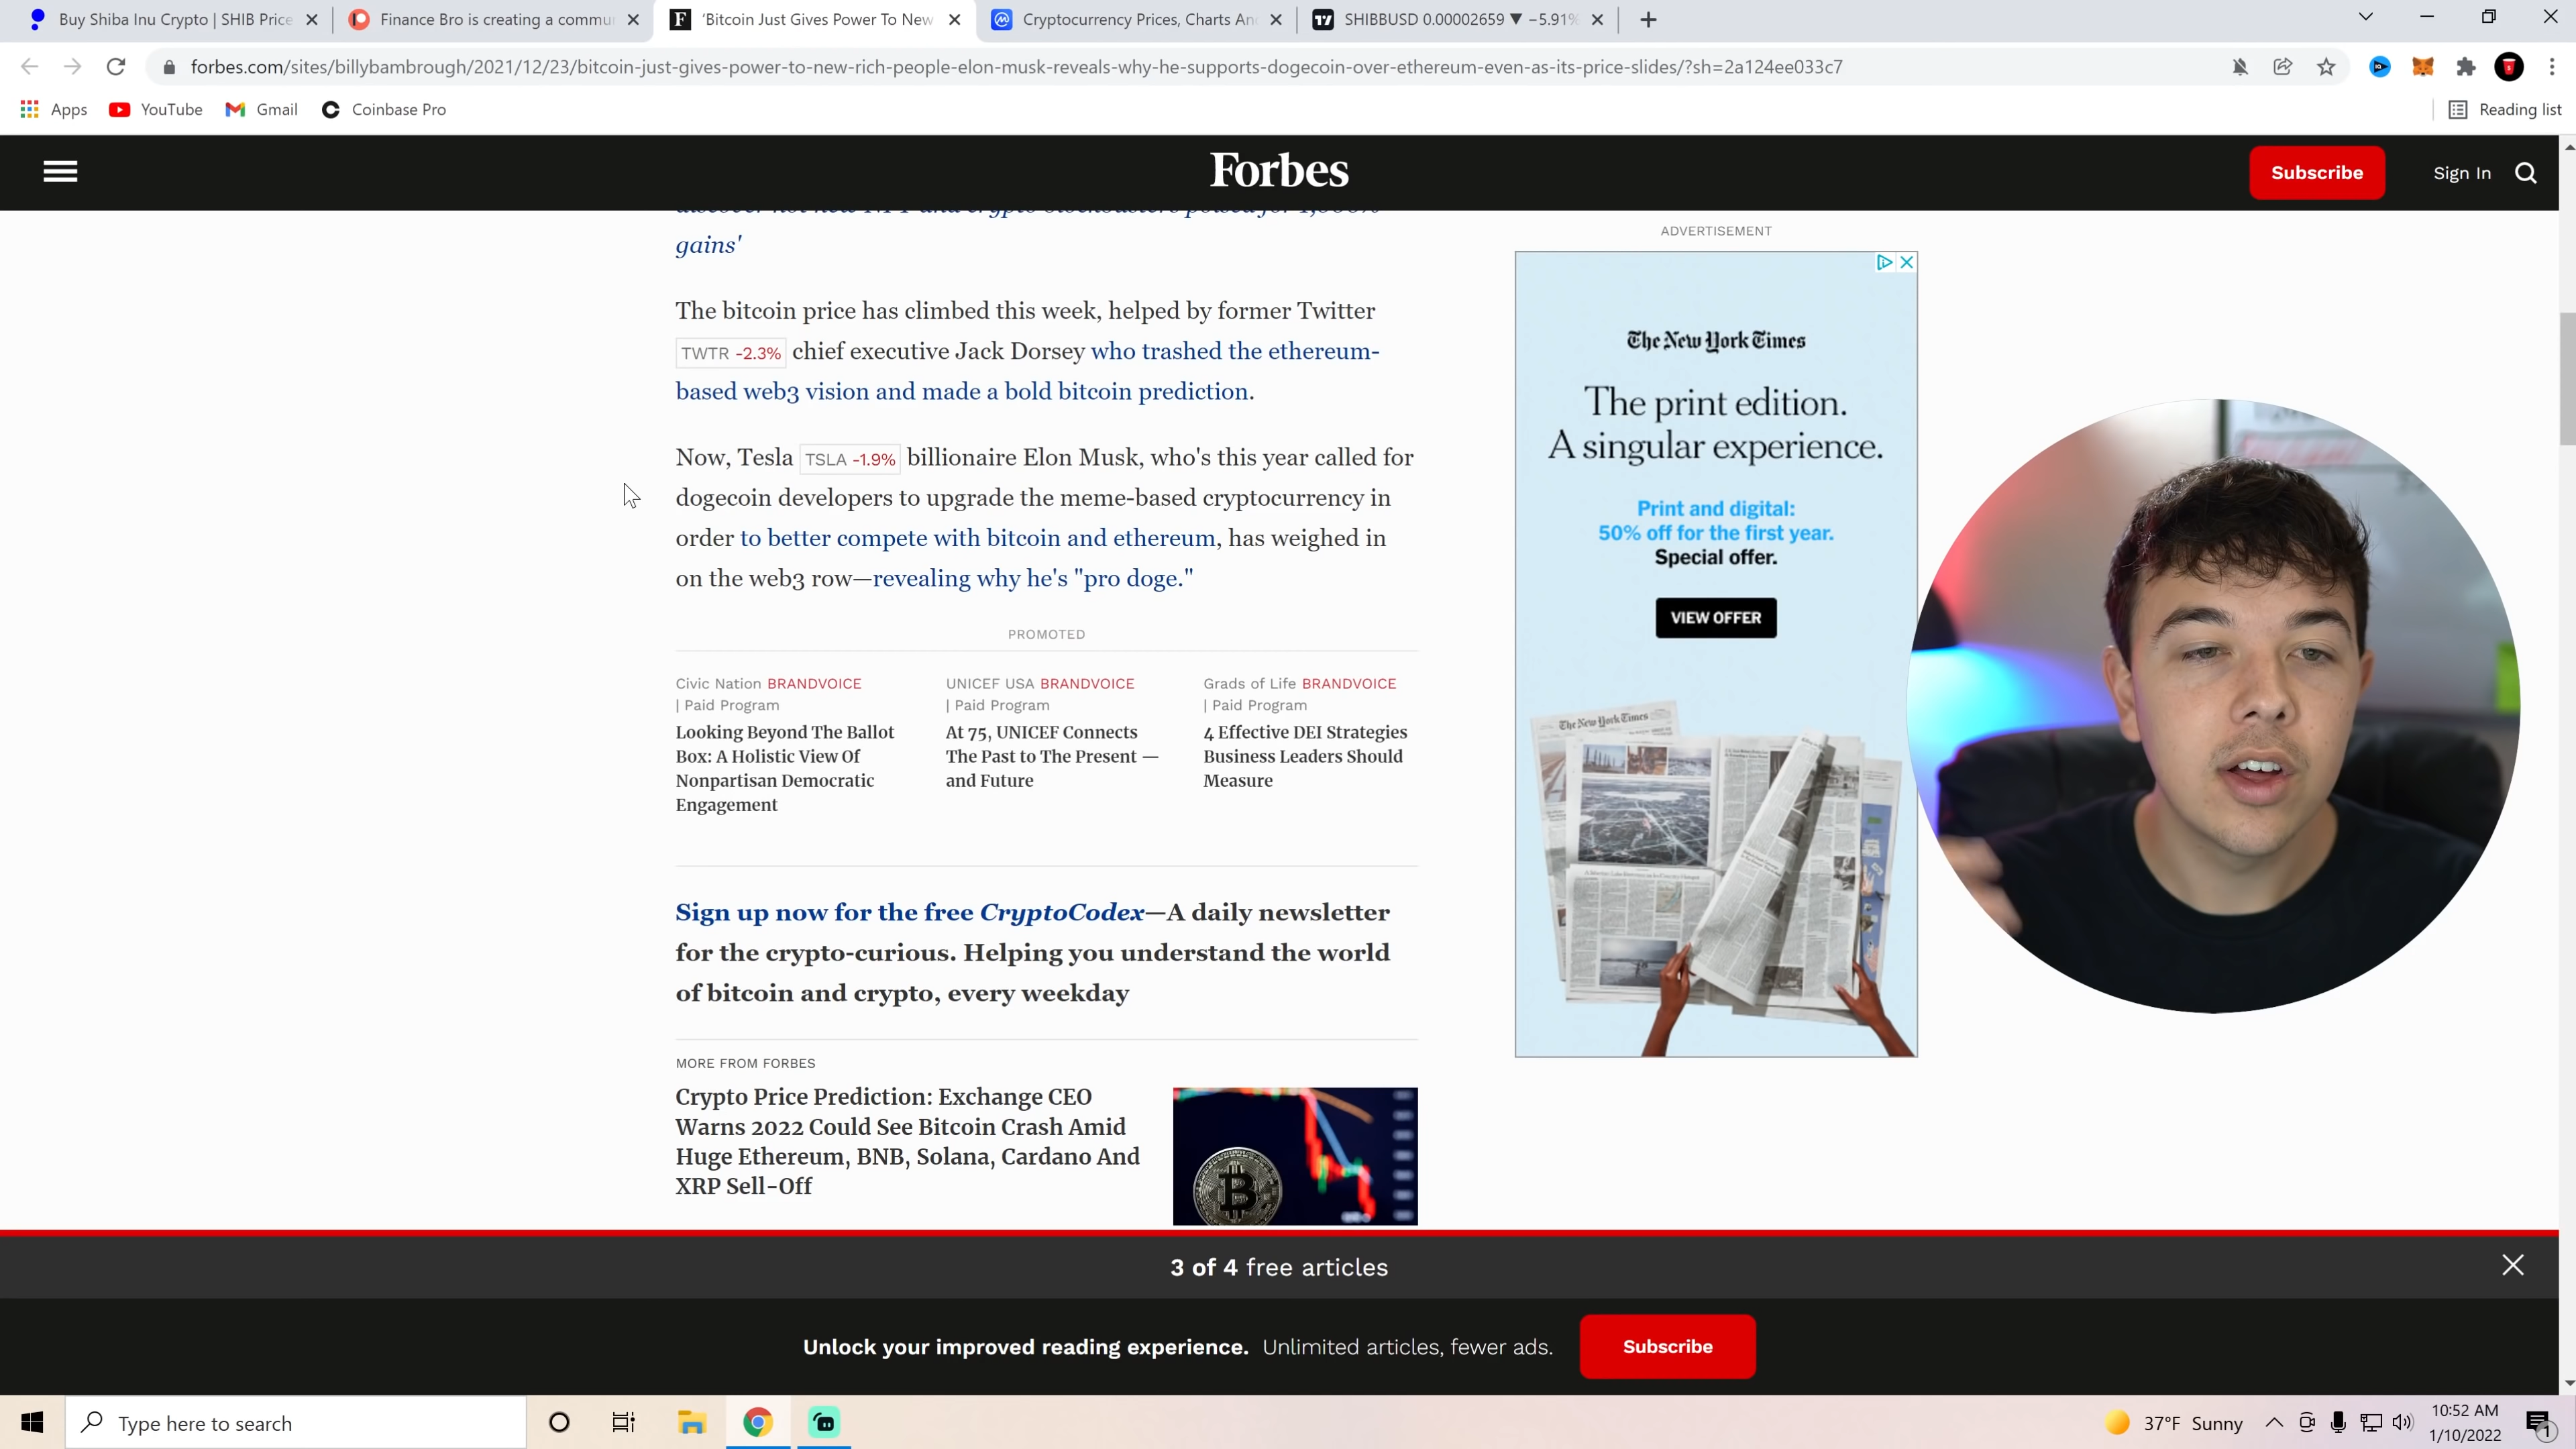 Buy Shiba Inu Crypto | SHIB Price
Finance Bro is creating a commu
'Bitcoin Just Gives Power To New
Cryptocurrency Prices, Charts An
SHIBBUSD 0.00002659 ▼ −5.91%
forbes.com/sites/billybambrough/2021/12/23/bitcoin-just-gives-power-to-new-rich-people-elon-musk-reveals-why-he-supports-dogecoin-over-ethereum-even-as-its-price-slides/?sh=2a124ee033c7
Apps YouTube Gmail Coinbase Pro Reading list
Forbes
Subscribe
Sign In
gains'
The bitcoin price has climbed this week, helped by former Twitter
TWTR -2.3% chief executive Jack Dorsey who trashed the ethereum-
based web3 vision and made a bold bitcoin prediction.
Now, Tesla TSLA -1.9% billionaire Elon Musk, who's this year called for
dogecoin developers to upgrade the meme-based cryptocurrency in
order to better compete with bitcoin and ethereum, has weighed in
on the web3 row—revealing why he's "pro doge."
PROMOTED
Civic Nation BRANDVOICE
| Paid Program
Looking Beyond The Ballot
Box: A Holistic View Of
Nonpartisan Democratic
Engagement
UNICEF USA BRANDVOICE
| Paid Program
At 75, UNICEF Connects
The Past to The Present —
and Future
Grads of Life BRANDVOICE
| Paid Program
4 Effective DEI Strategies
Business Leaders Should
Measure
Sign up now for the free CryptoCodex—A daily newsletter
for the crypto-curious. Helping you understand the world
of bitcoin and crypto, every weekday
MORE FROM FORBES
Crypto Price Prediction: Exchange CEO
Warns 2022 Could See Bitcoin Crash Amid
Huge Ethereum, BNB, Solana, Cardano And
XRP Sell-Off
ADVERTISEMENT
The New York Times
The print edition.
A singular experience.
Print and digital:
50% off for the first year.
Special offer.
VIEW OFFER
The New York Times
3 of 4 free articles
Unlock your improved reading experience. Unlimited articles, fewer ads.
Subscribe
Type here to search
37°F Sunny
10:52 AM
1/10/2022
1